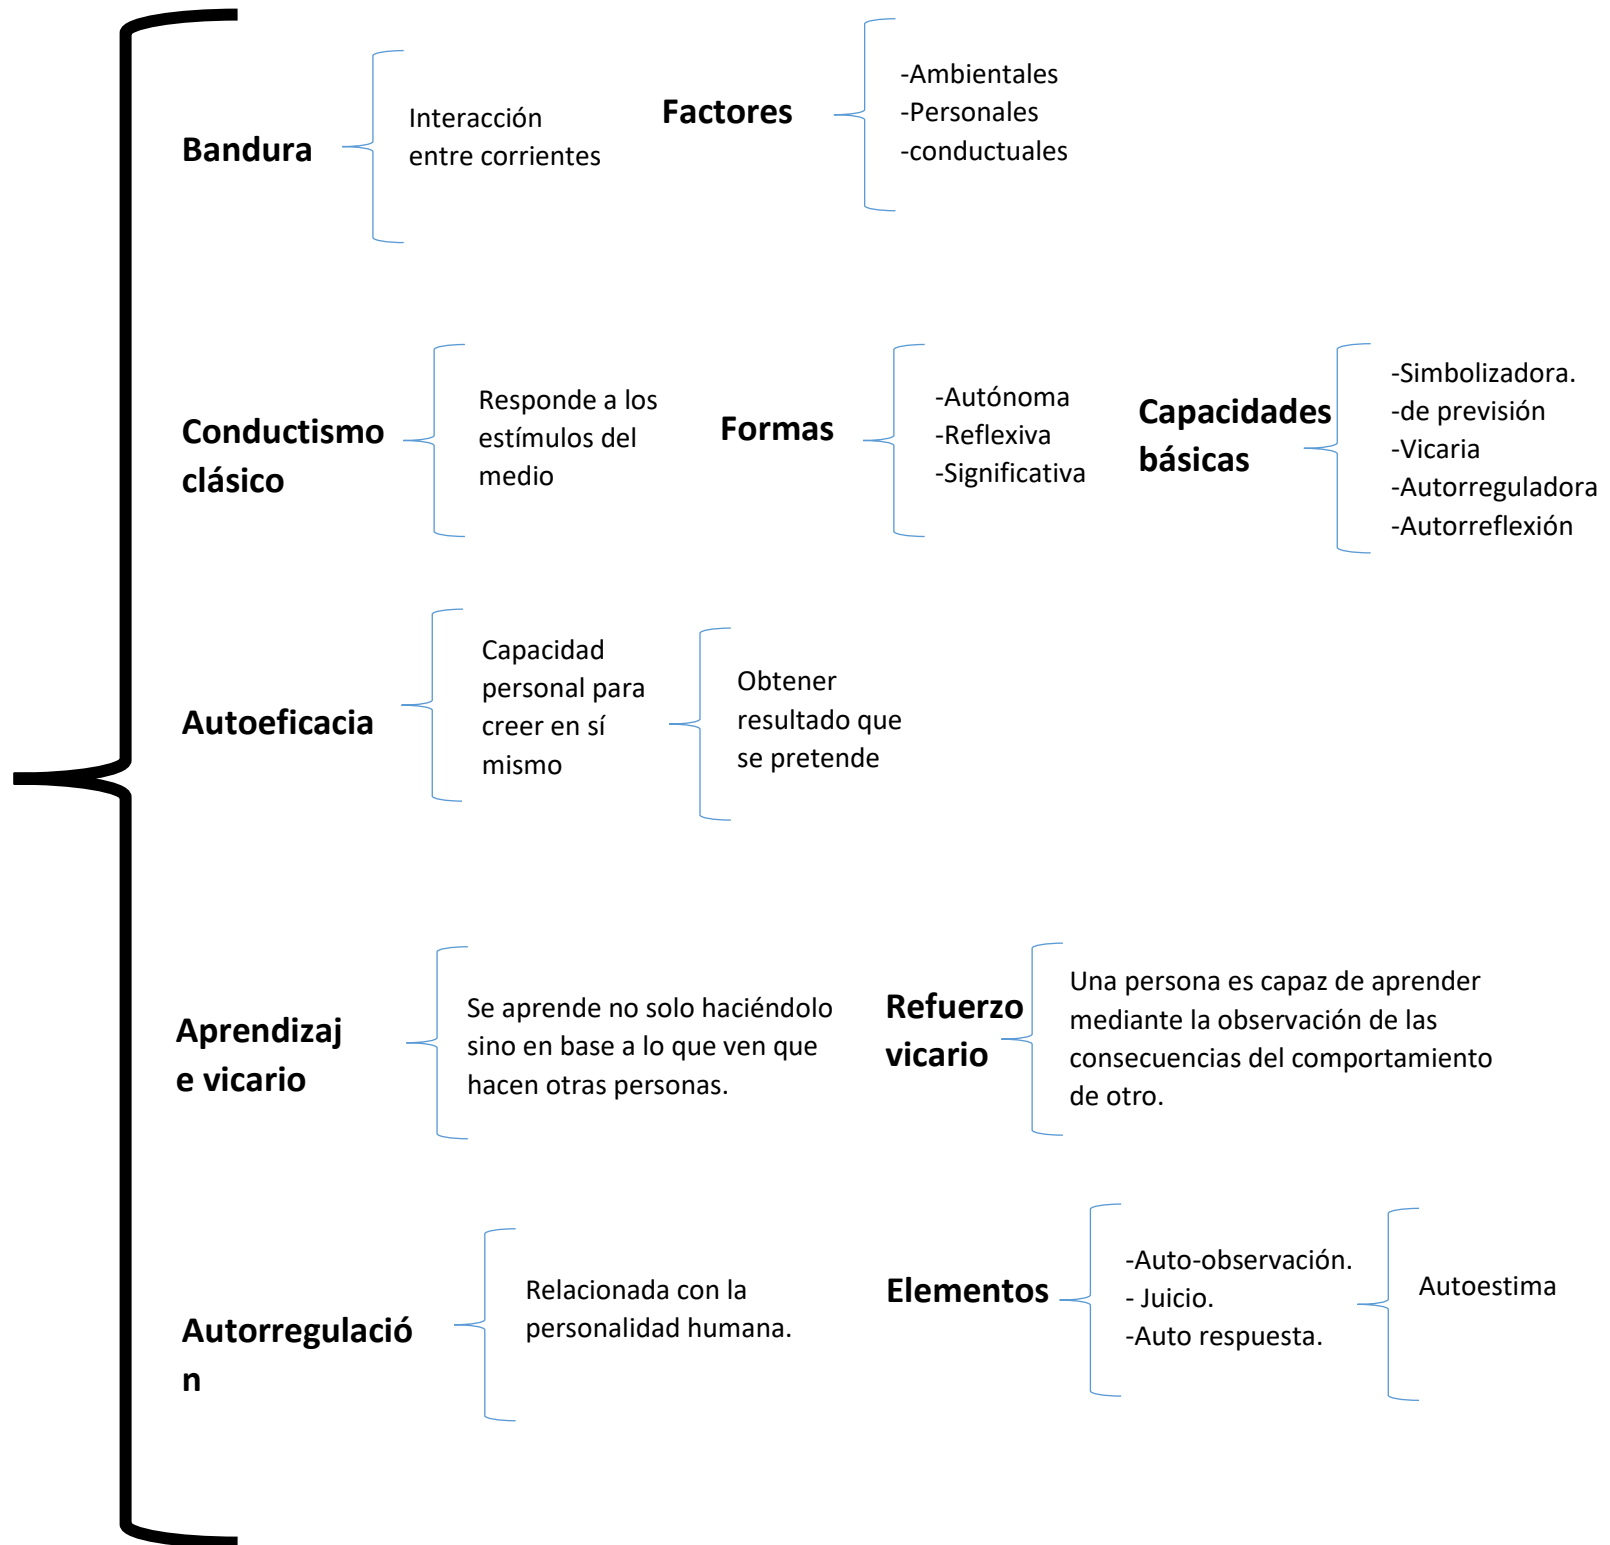 Bandura
Interacción
entre corrientes
Factores
-Ambientales
-Personales
-conductuales
Conductismo
clásico
Responde a los
estímulos del
medio
Formas
-Autónoma
-Reflexiva
-Significativa
Capacidades
básicas
-Simbolizadora.
-de previsión
-Vicaria
-Autorreguladora
-Autorreflexión
Autoeficacia
Capacidad
personal para
creer en sí
mismo
Obtener
resultado que
se pretende
Aprendizaj
e vicario
Se aprende no solo haciéndolo
sino en base a lo que ven que
hacen otras personas.
Refuerzo
vicario
Una persona es capaz de aprender
mediante la observación de las
consecuencias del comportamiento
de otro.
Autorregulació
n
Relacionada con la
personalidad humana.
Elementos
-Auto-observación.
- Juicio.
-Auto respuesta.
Autoestima